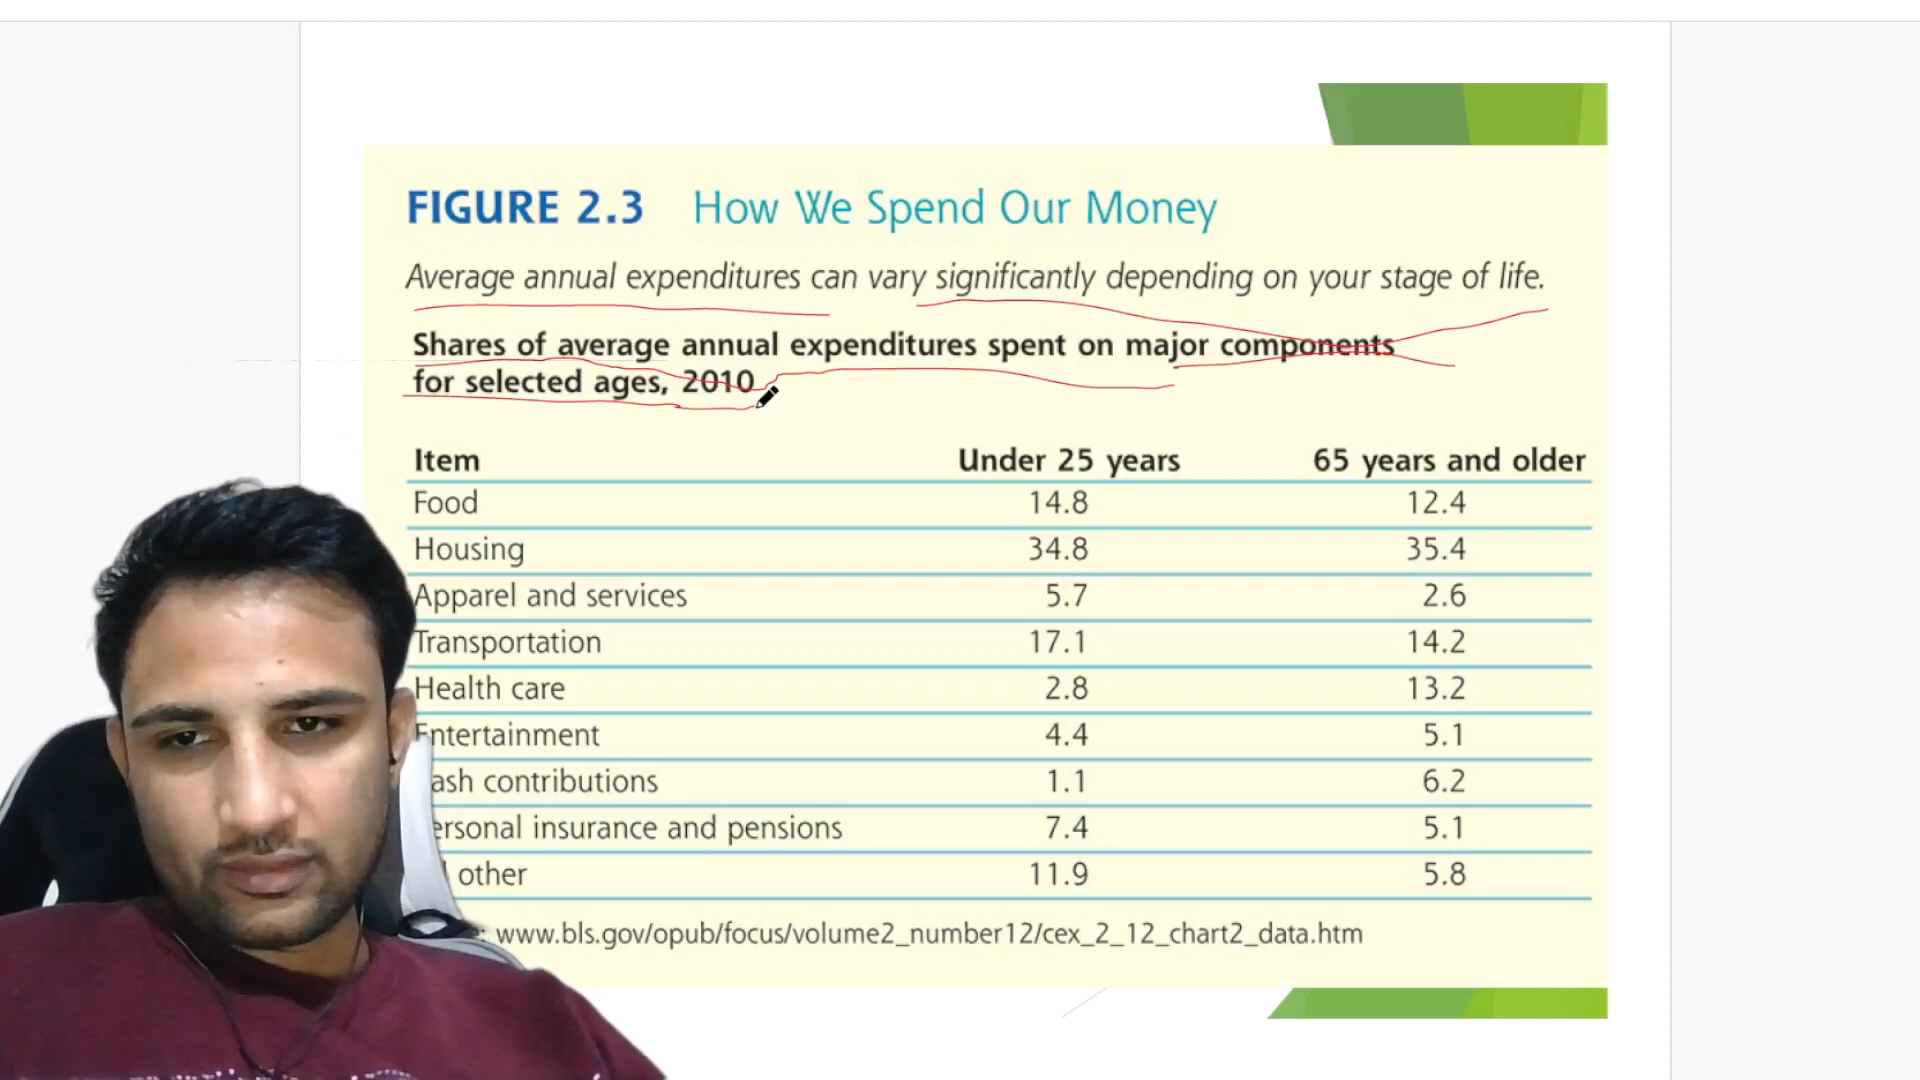 FIGURE 2.3 How We Spend Our Money
Average annual expenditures can vary significantly depending on your stage of life.
Shares of average annual expenditures spent on major components
for selected ages, 2010
Item Under 25 years 65 years and older
Food 14.8 12.4
Housing 34.8 35.4
Apparel and services 5.7 2.6
Transportation 17.1 14.2
Health care 2.8 13.2
Entertainment 4.4 5.1
ash contributions 1.1 6.2
ersonal insurance and pensions 7.4 5.1
other 11.9 5.8
: www.bls.gov/opub/focus/volume2_number12/cex_2_12_chart2_data.htm